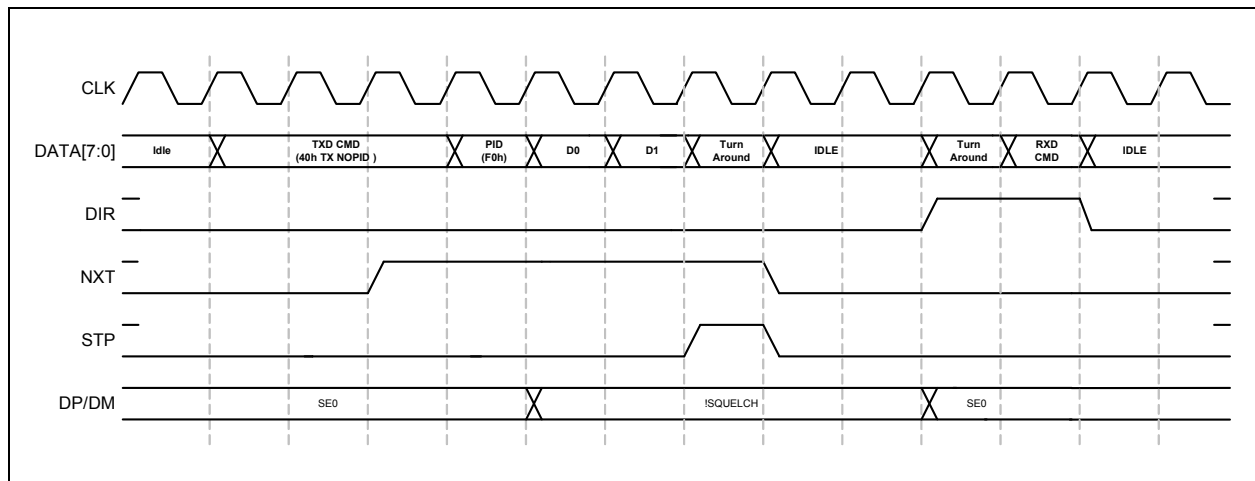 CLK
DATA[7:0]
Idle
TXD CMD
(40h TX NOPID )
PID
(F0h)
D0
D1
Turn
Around
IDLE
Turn
Around
RXD
CMD
IDLE
DIR
NXT
STP
DP/DM
SE0
!SQUELCH
SE0